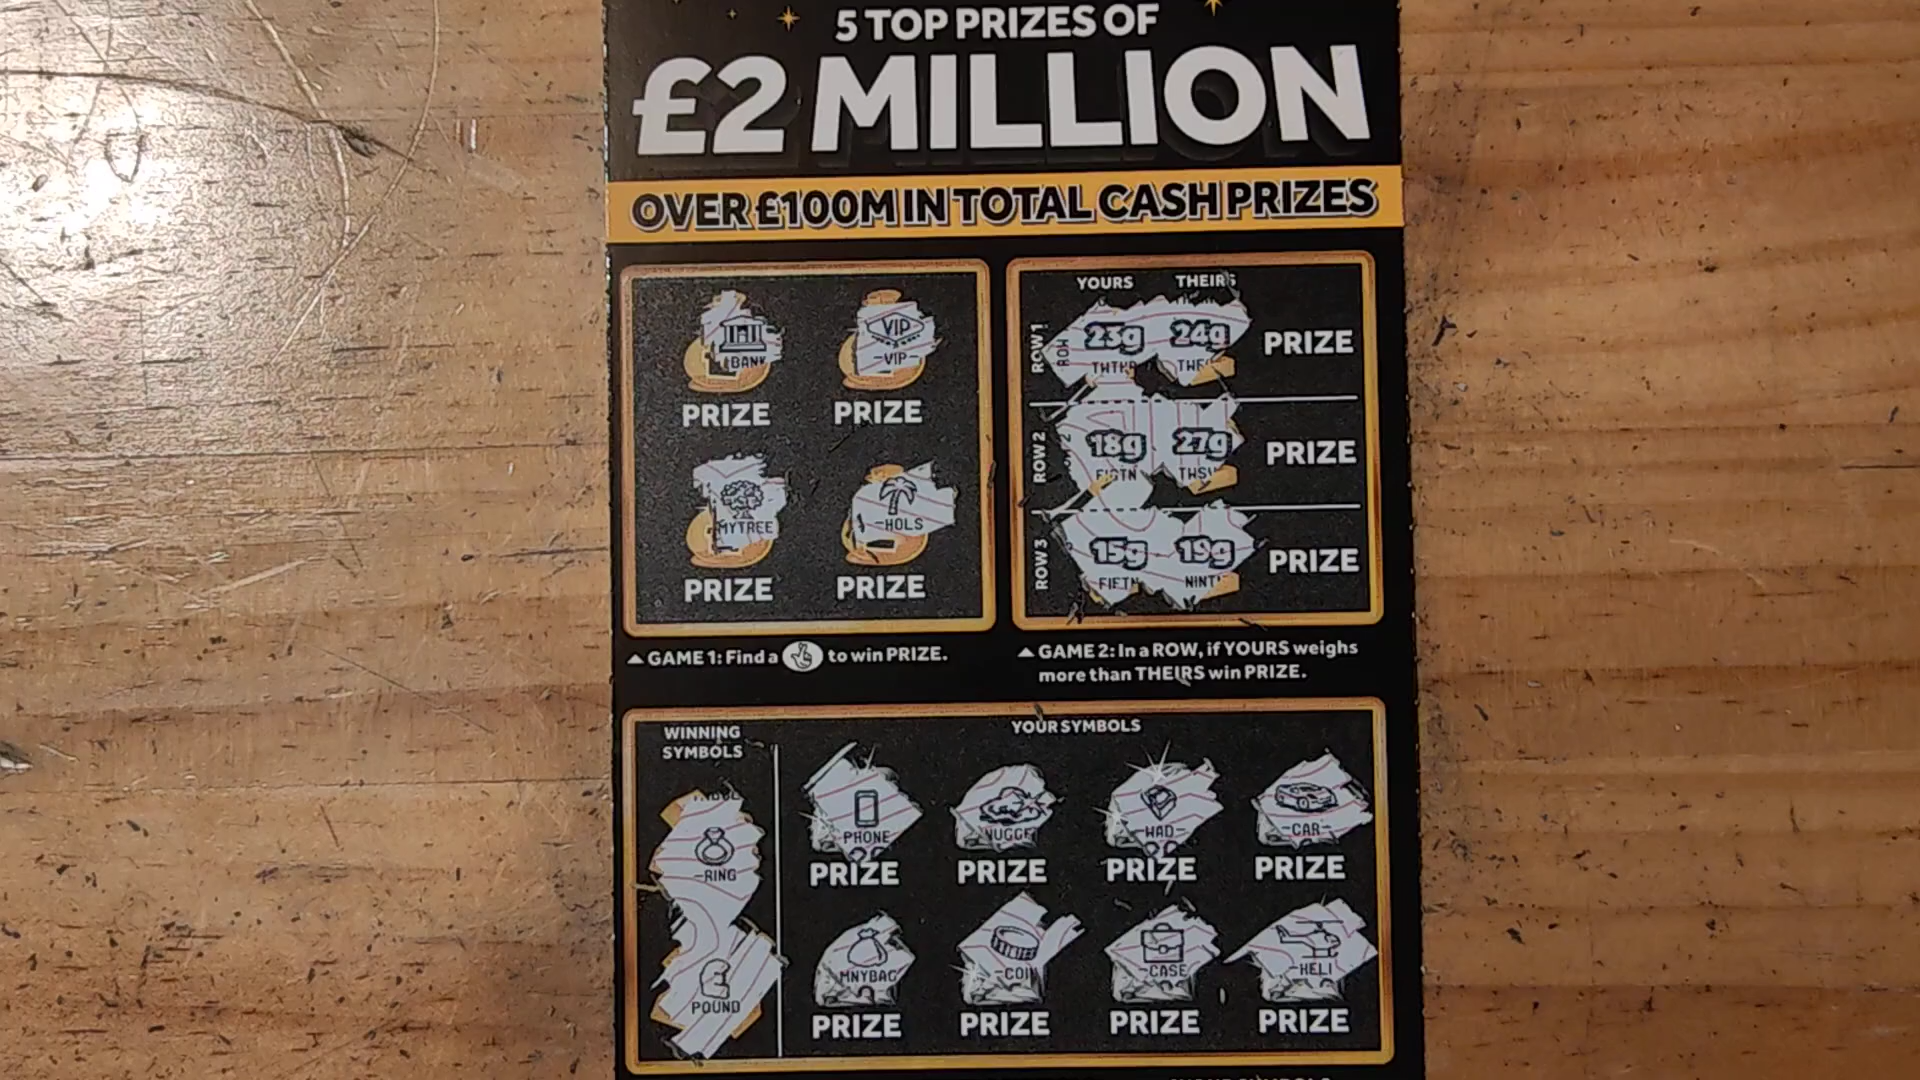 5 TOP PRIZES OF
£2 MILLION
OVER £100M IN TOTAL CASH PRIZES
BANK
VIP
-VIP-
PRIZE PRIZE
MYTREE
-HOLS
PRIZE PRIZE
GAME 1: Find a to win PRIZE.
YOURS THEIRS
ROW 1 23g 24g PRIZE
ROW 2 18g 27g PRIZE
ROW 3 15g 19g PRIZE
FIFTN
GAME 2: In a ROW, if YOURS weighs
more than THEIRS win PRIZE.
WINNING
SYMBOLS
-RING
POUND
YOUR SYMBOLS
PHONE NUGGE -CAR-
PRIZE PRIZE PRIZE PRIZE
MNYBAG -COIN -CASE -HELI
PRIZE PRIZE PRIZE PRIZE